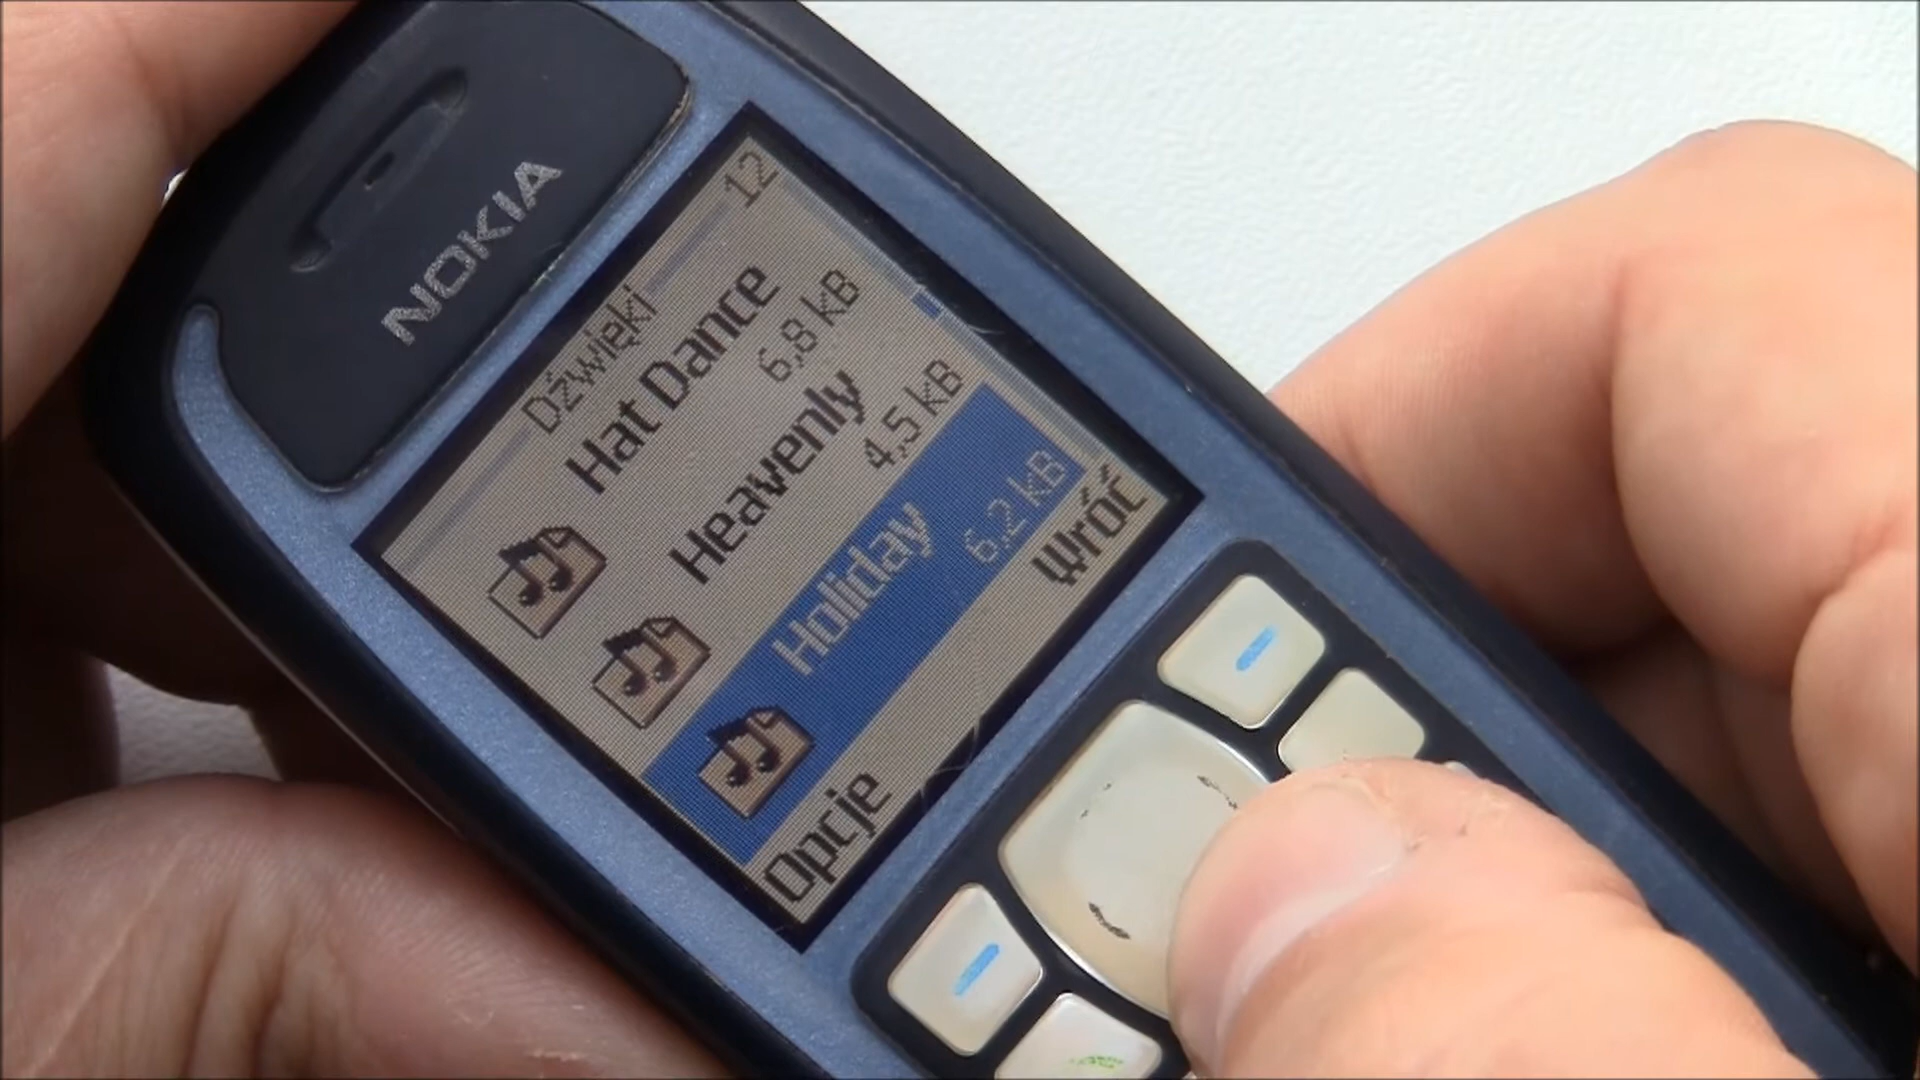 NOKIA
12
Dźwięki
Hat Dance
6,8 kB
Heavenly
4,5 kB
Holiday
6,2 kB
Opcje
Wróć